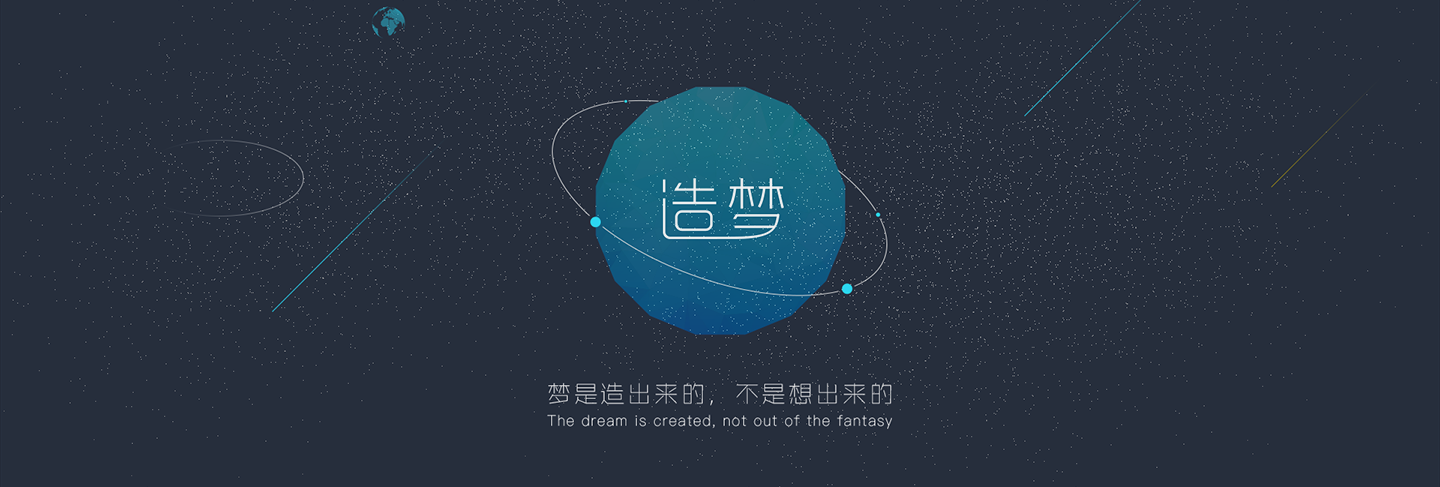 造梦
梦是造出来的，不是想出来的
The dream is created, not out of the fantasy